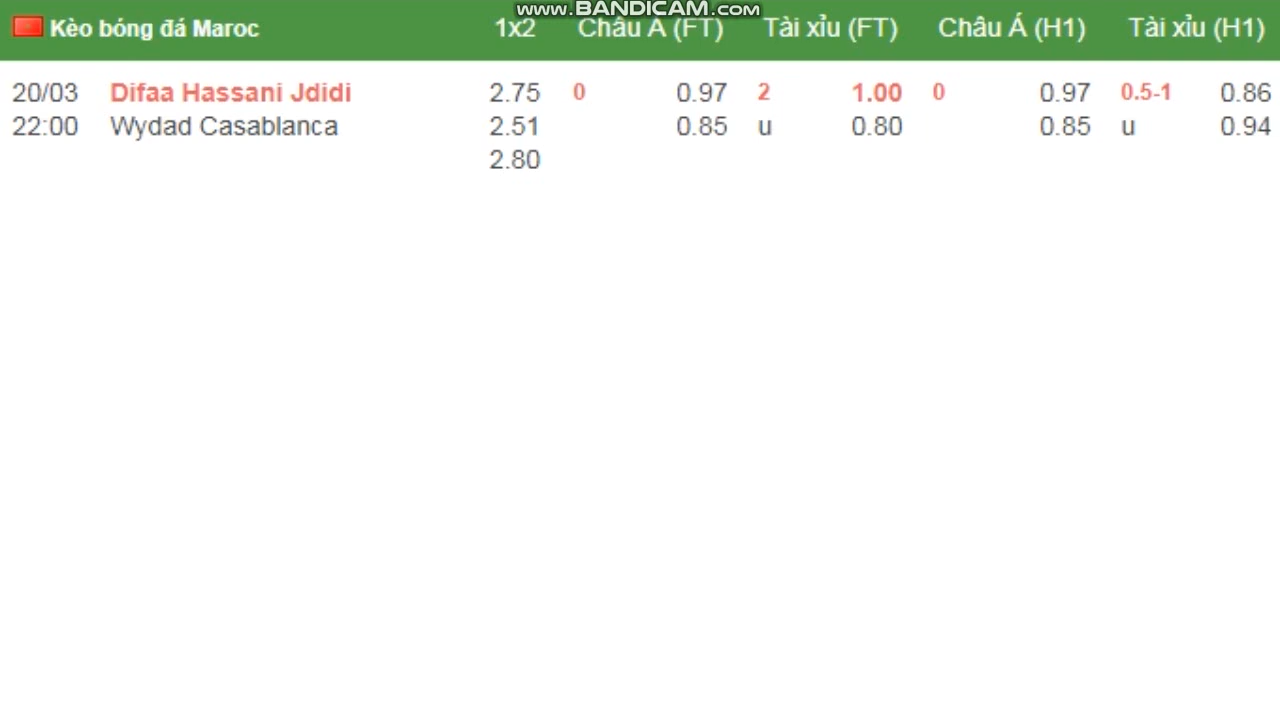 www.BANDICAM.com
Kèo bóng đá Maroc 1x2 Châu Á (FT) Tài xỉu (FT) Châu Á (H1) Tài xỉu (H1)
20/03 Difaa Hassani Jdidi 2.75 0 0.97 2 1.00 0 0.97 0.5-1 0.86
22:00 Wydad Casablanca 2.51 0.85 u 0.80 0.85 u 0.94
2.80